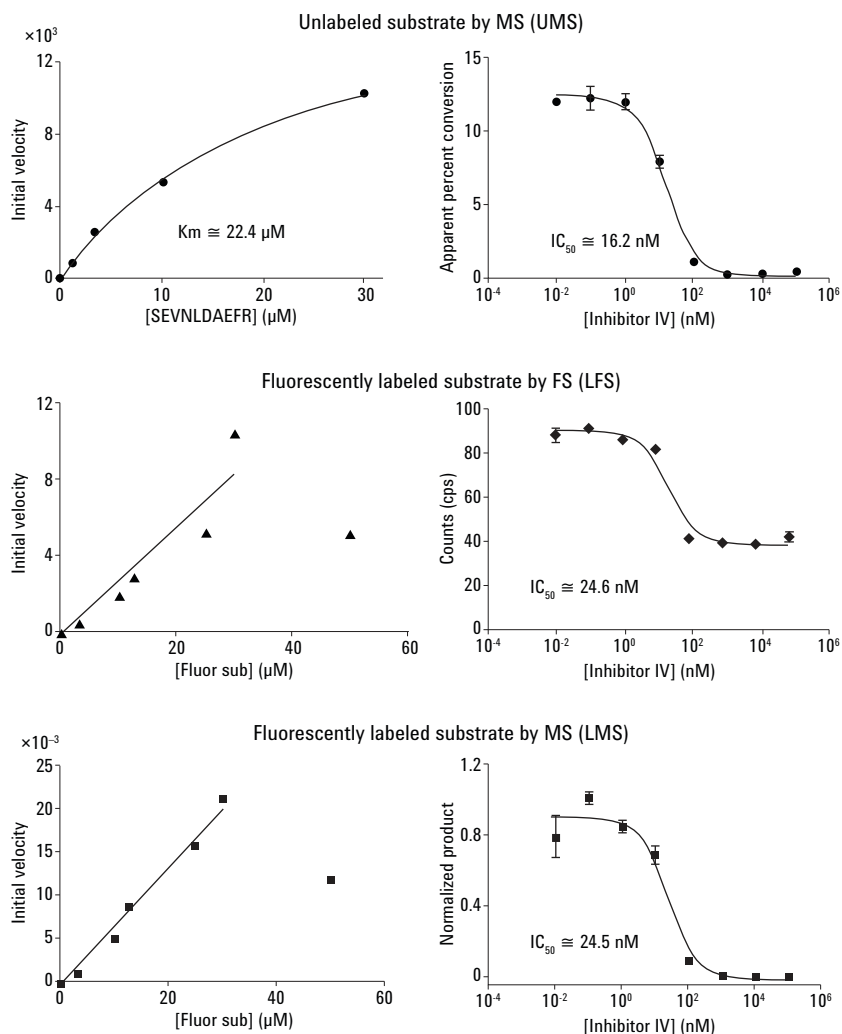 Unlabeled substrate by MS (UMS)
×10³
12
8
4
0
Initial velocity
Km ≅ 22.4 µM
0 10 20 30
[SEVNLDAEFR] (µM)
15
10
5
0
Apparent percent conversion
IC₅₀ ≅ 16.2 nM
10⁻⁴ 10⁻² 10⁰ 10² 10⁴ 10⁶
[Inhibitor IV] (nM)
Fluorescently labeled substrate by FS (LFS)
12
8
4
0
Initial velocity
0 20 40 60
[Fluor sub] (µM)
100
80
60
40
20
0
Counts (cps)
IC₅₀ ≅ 24.6 nM
10⁻⁴ 10⁻² 10⁰ 10² 10⁴ 10⁶
[Inhibitor IV] (nM)
Fluorescently labeled substrate by MS (LMS)
×10⁻³
25
20
15
10
5
0
Initial velocity
0 20 40 60
[Fluor sub] (µM)
1.2
0.8
0.4
0
Normalized product
IC₅₀ ≅ 24.5 nM
10⁻⁴ 10⁻² 10⁰ 10² 10⁴ 10⁶
[Inhibitor IV] (nM)